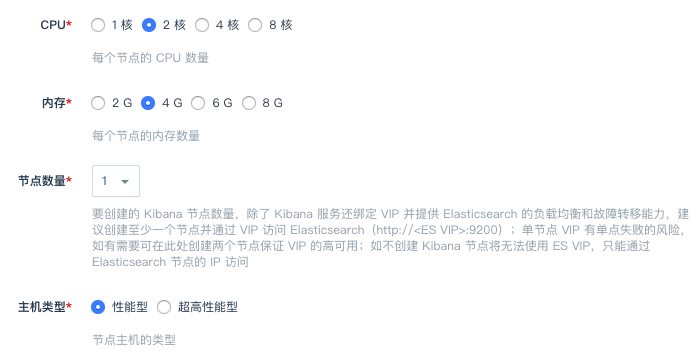 CPU* 1 核 2 核 4 核 8 核
每个节点的 CPU 数量
内存* 2 G 4 G 6 G 8 G
每个节点的内存数量
节点数量* 1
要创建的 Kibana 节点数量，除了 Kibana 服务还绑定 VIP 并提供 Elasticsearch 的负载均衡和故障转移能力，建
议创建至少一个节点并通过 VIP 访问 Elasticsearch（http://<ES VIP>:9200）；单节点 VIP 有单点失败的风险，
如有需要可在此处创建两个节点保证 VIP 的高可用；如不创建 Kibana 节点将无法使用 ES VIP，只能通过
Elasticsearch 节点的 IP 访问
主机类型* 性能型 超高性能型
节点主机的类型